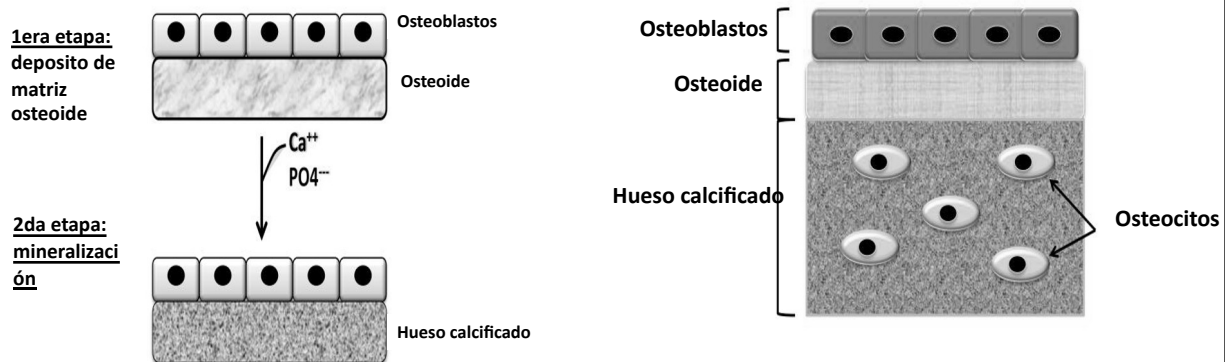 1era etapa:
deposito de
matriz
osteoide
Osteoblastos
Osteoide
Ca⁺⁺
PO4⁻⁻⁻
2da etapa:
mineralizaci
ón
Hueso calcificado
Osteoblastos
Osteoide
Hueso calcificado
Osteocitos